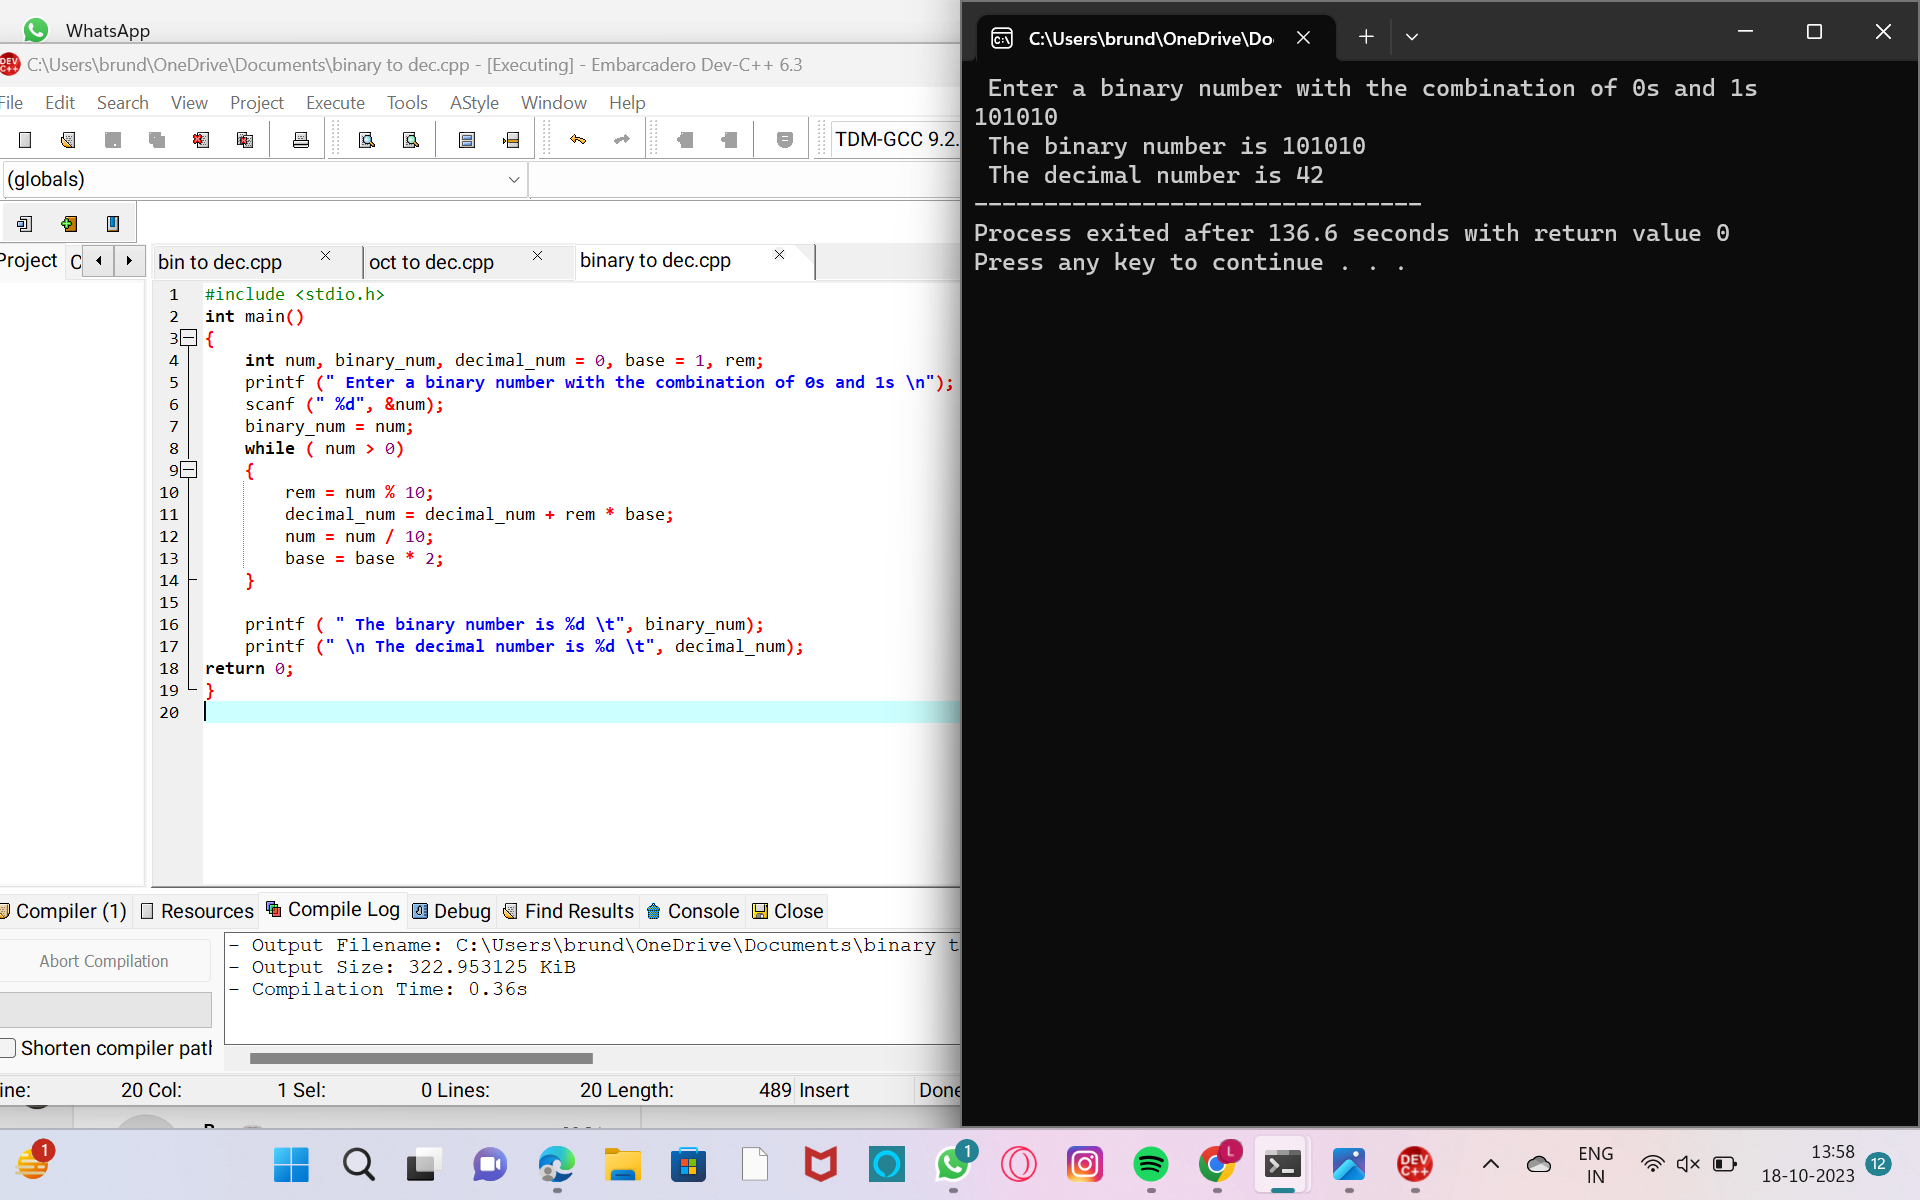 WhatsApp
C:\Users\brund\OneDrive\Documents\binary to dec.cpp - [Executing] - Embarcadero Dev-C++ 6.3
File Edit Search View Project Execute Tools AStyle Window Help
TDM-GCC 9.2.
(globals)
Project
bin to dec.cpp
oct to dec.cpp
binary to dec.cpp
1 #include <stdio.h>
2 int main()
3 {
4 int num, binary_num, decimal_num = 0, base = 1, rem;
5 printf (" Enter a binary number with the combination of 0s and 1s \n");
6 scanf (" %d", &num);
7 binary_num = num;
8 while ( num > 0)
9 {
10 rem = num % 10;
11 decimal_num = decimal_num + rem * base;
12 num = num / 10;
13 base = base * 2;
14 }
15
16 printf ( " The binary number is %d \t", binary_num);
17 printf (" \n The decimal number is %d \t", decimal_num);
18 return 0;
19 }
20
Compiler (1) Resources Compile Log Debug Find Results Console Close
Abort Compilation
Shorten compiler path
- Output Filename: C:\Users\brund\OneDrive\Documents\binary t
- Output Size: 322.953125 KiB
- Compilation Time: 0.36s
ine: 20 Col: 1 Sel: 0 Lines: 20 Length: 489 Insert Done
C:\Users\brund\OneDrive\Do
Enter a binary number with the combination of 0s and 1s
101010
The binary number is 101010
The decimal number is 42
--------------------------------
Process exited after 136.6 seconds with return value 0
Press any key to continue . . .
1
1
L
DEV C++
ENG
IN
13:58
18-10-2023
12